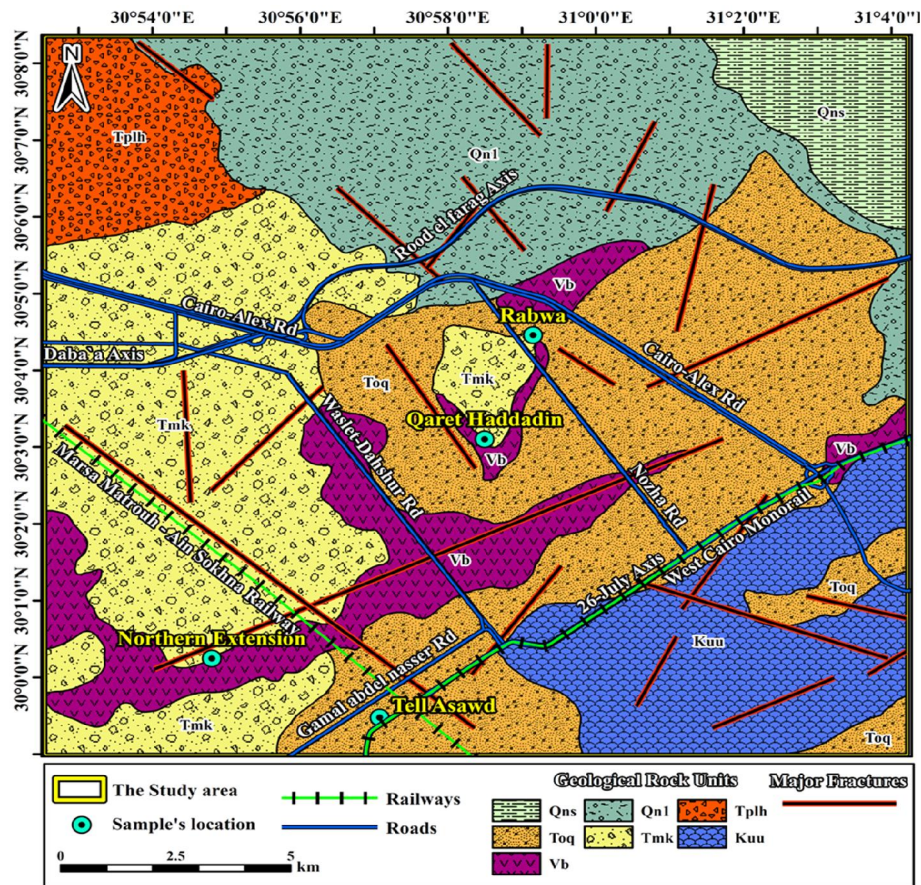 30°54'0"E 30°56'0"E 30°58'0"E 31°0'0"E 31°2'0"E 31°4'0"E
N
30°8'0"N
30°7'0"N
30°6'0"N
30°5'0"N
30°4'0"N
30°3'0"N
30°2'0"N
30°1'0"N
30°0'0"N
Tplh
Qn1
Qns
Rood el farag Axis
Vb
Cairo-Alex Rd
Rabwa
Daba`a Axis
Toq
Tmk
Cairo-Alex Rd
Tmk
Qaret Haddadin
Vb
Vb
Marsa Matrouth - Ain Sokhna Railway
Waslet-Dahshur Rd
Nozha Rd
Vb
26-July Axis
West Cairo Monorail
Toq
Northern Extension
Kuu
Gamal abdel nasser Rd
Tell Asawd
Tmk
Toq
The Study area
Sample's location
0 2.5 5
km
Railways
Roads
Geological Rock Units
Qns Qn1 Tplh
Toq Tmk Kuu
Vb
Major Fractures